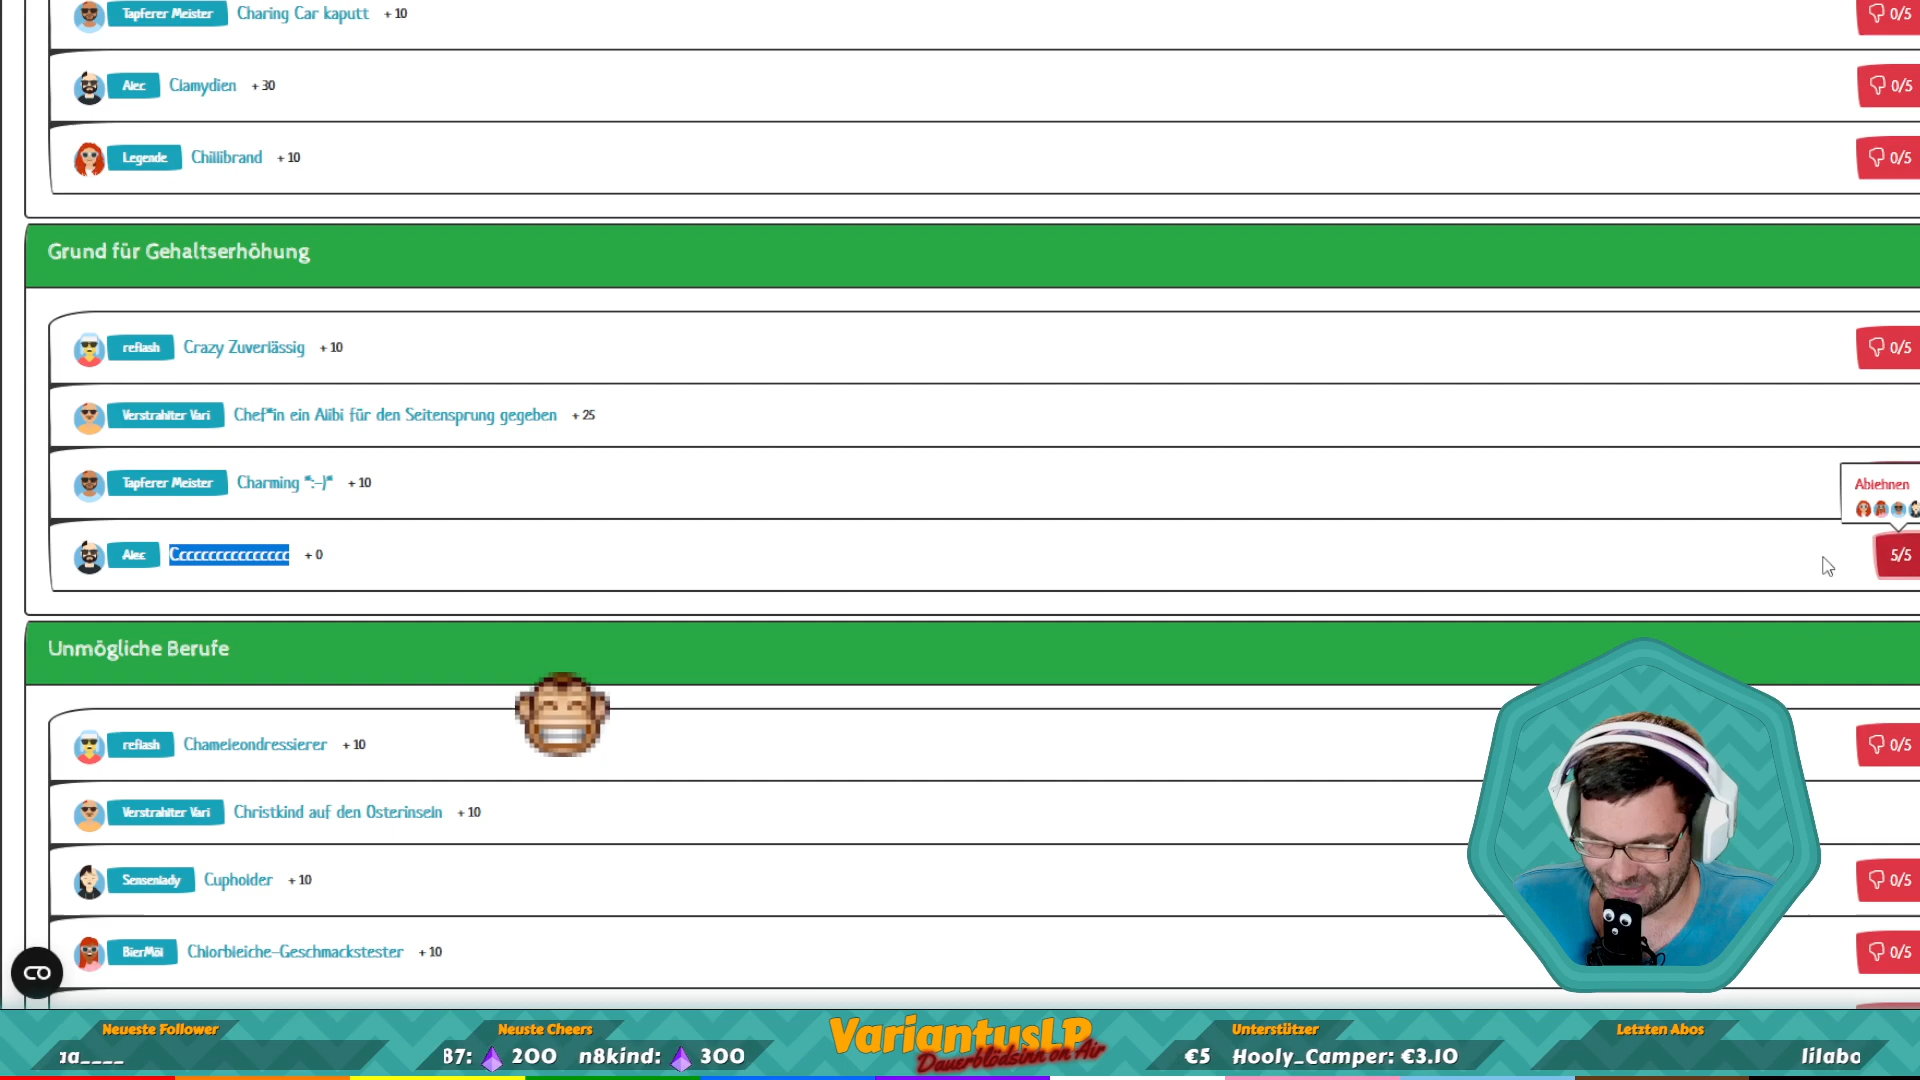 Tapferer Meister Charing Car kaputt + 10 0/5
Alec Clamydien + 30 0/5
Legende Chillibrand + 10 0/5
Grund für Gehaltserhöhung
reflash Crazy Zuverlässig + 10 0/5
Verstrahlter Vari Chef*in ein Alibi für den Seitensprung gegeben + 25
Tapferer Meister Charming *:-)* + 10
Ablehnen
Alec Cccccccccccccccc + 0 5/5
Unmögliche Berufe
reflash Chameleondressierer + 10 0/5
Verstrahlter Vari Christkind auf den Osterinseln + 10
Sensenlady Cupholder + 10 0/5
BierMöl Chlorbleiche-Geschmackstester + 10 0/5
Neueste Follower Neuste Cheers VariantusLP Unterstützer Letzten Abos
1a____ 87: 200 n8kind: 300 Dauerblödsinn on Air €5 Hooly_Camper: €3.10 lilaba